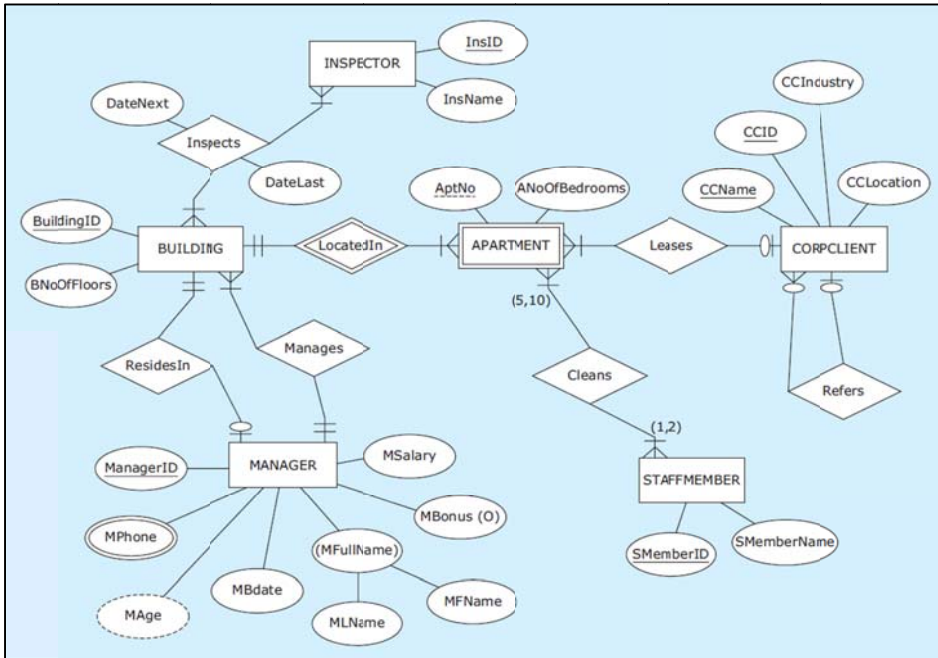 InsID
INSPECTOR
InsName
CCIndustry
DateNext
CCID
Inspects
DateLast
AptNo
ANoOfBedrooms
CCName
CCLocation
BuildingID
BUILDING
LocatedIn
APARTMENT
Leases
CORPCLIENT
BNoOfFloors
(5,10)
ResidesIn
Manages
Cleans
Refers
(1,2)
ManagerID
MANAGER
MSalary
STAFFMEMBER
MPhone
MBonus (O)
(MFullName)
SMemberID
SMemberName
MAge
MBdate
MLName
MFName